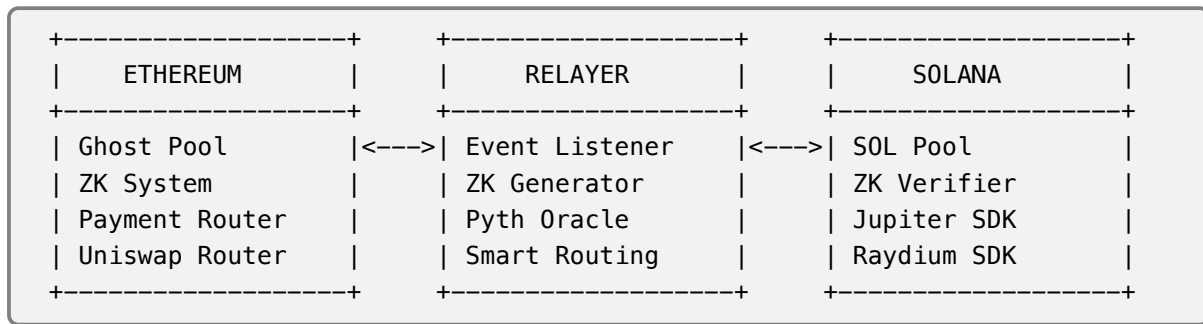 +-------------------+     +-------------------+     +-------------------+
|     ETHEREUM      |     |      RELAYER      |     |      SOLANA       |
+-------------------+     +-------------------+     +-------------------+
| Ghost Pool        |<--->| Event Listener    |<--->| SOL Pool          |
| ZK System         |     | ZK Generator      |     | ZK Verifier       |
| Payment Router    |     | Pyth Oracle       |     | Jupiter SDK       |
| Uniswap Router    |     | Smart Routing     |     | Raydium SDK       |
+-------------------+     +-------------------+     +-------------------+